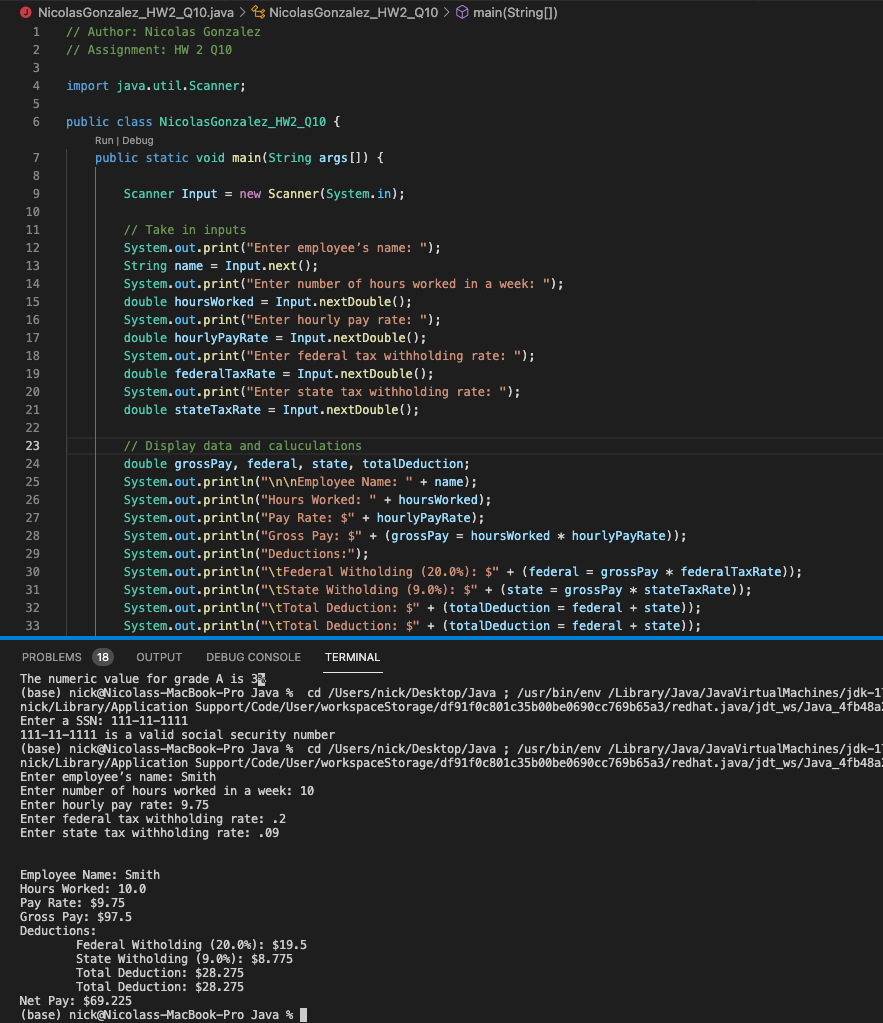 NicolasGonzalez_HW2_Q10.java > NicolasGonzalez_HW2_Q10 > main(String[])
1 // Author: Nicolas Gonzalez
2 // Assignment: HW 2 Q10
3
4 import java.util.Scanner;
5
6 public class NicolasGonzalez_HW2_Q10 {
Run | Debug
7 public static void main(String args[]) {
8
9 Scanner Input = new Scanner(System.in);
10
11 // Take in inputs
12 System.out.print("Enter employee’s name: ");
13 String name = Input.next();
14 System.out.print("Enter number of hours worked in a week: ");
15 double hoursWorked = Input.nextDouble();
16 System.out.print("Enter hourly pay rate: ");
17 double hourlyPayRate = Input.nextDouble();
18 System.out.print("Enter federal tax withholding rate: ");
19 double federalTaxRate = Input.nextDouble();
20 System.out.print("Enter state tax withholding rate: ");
21 double stateTaxRate = Input.nextDouble();
22
23 // Display data and caluculations
24 double grossPay, federal, state, totalDeduction;
25 System.out.println("\n\nEmployee Name: " + name);
26 System.out.println("Hours Worked: " + hoursWorked);
27 System.out.println("Pay Rate: $" + hourlyPayRate);
28 System.out.println("Gross Pay: $" + (grossPay = hoursWorked * hourlyPayRate));
29 System.out.println("Deductions:");
30 System.out.println("\tFederal Witholding (20.0%): $" + (federal = grossPay * federalTaxRate));
31 System.out.println("\tState Witholding (9.0%): $" + (state = grossPay * stateTaxRate));
32 System.out.println("\tTotal Deduction: $" + (totalDeduction = federal + state));
33 System.out.println("\tTotal Deduction: $" + (totalDeduction = federal + state));
PROBLEMS 18 OUTPUT DEBUG CONSOLE TERMINAL
The numeric value for grade A is 3%
(base) nick@Nicolass-MacBook-Pro Java % cd /Users/nick/Desktop/Java ; /usr/bin/env /Library/Java/JavaVirtualMachines/jdk-1
nick/Library/Application Support/Code/User/workspaceStorage/df91f0c801c35b00be0690cc769b65a3/redhat.java/jdt_ws/Java_4fb48a
Enter a SSN: 111-11-1111
111-11-1111 is a valid social security number
(base) nick@Nicolass-MacBook-Pro Java % cd /Users/nick/Desktop/Java ; /usr/bin/env /Library/Java/JavaVirtualMachines/jdk-1
nick/Library/Application Support/Code/User/workspaceStorage/df91f0c801c35b00be0690cc769b65a3/redhat.java/jdt_ws/Java_4fb48a
Enter employee’s name: Smith
Enter number of hours worked in a week: 10
Enter hourly pay rate: 9.75
Enter federal tax withholding rate: .2
Enter state tax withholding rate: .09
Employee Name: Smith
Hours Worked: 10.0
Pay Rate: $9.75
Gross Pay: $97.5
Deductions:
Federal Witholding (20.0%): $19.5
State Witholding (9.0%): $8.775
Total Deduction: $28.275
Total Deduction: $28.275
Net Pay: $69.225
(base) nick@Nicolass-MacBook-Pro Java %